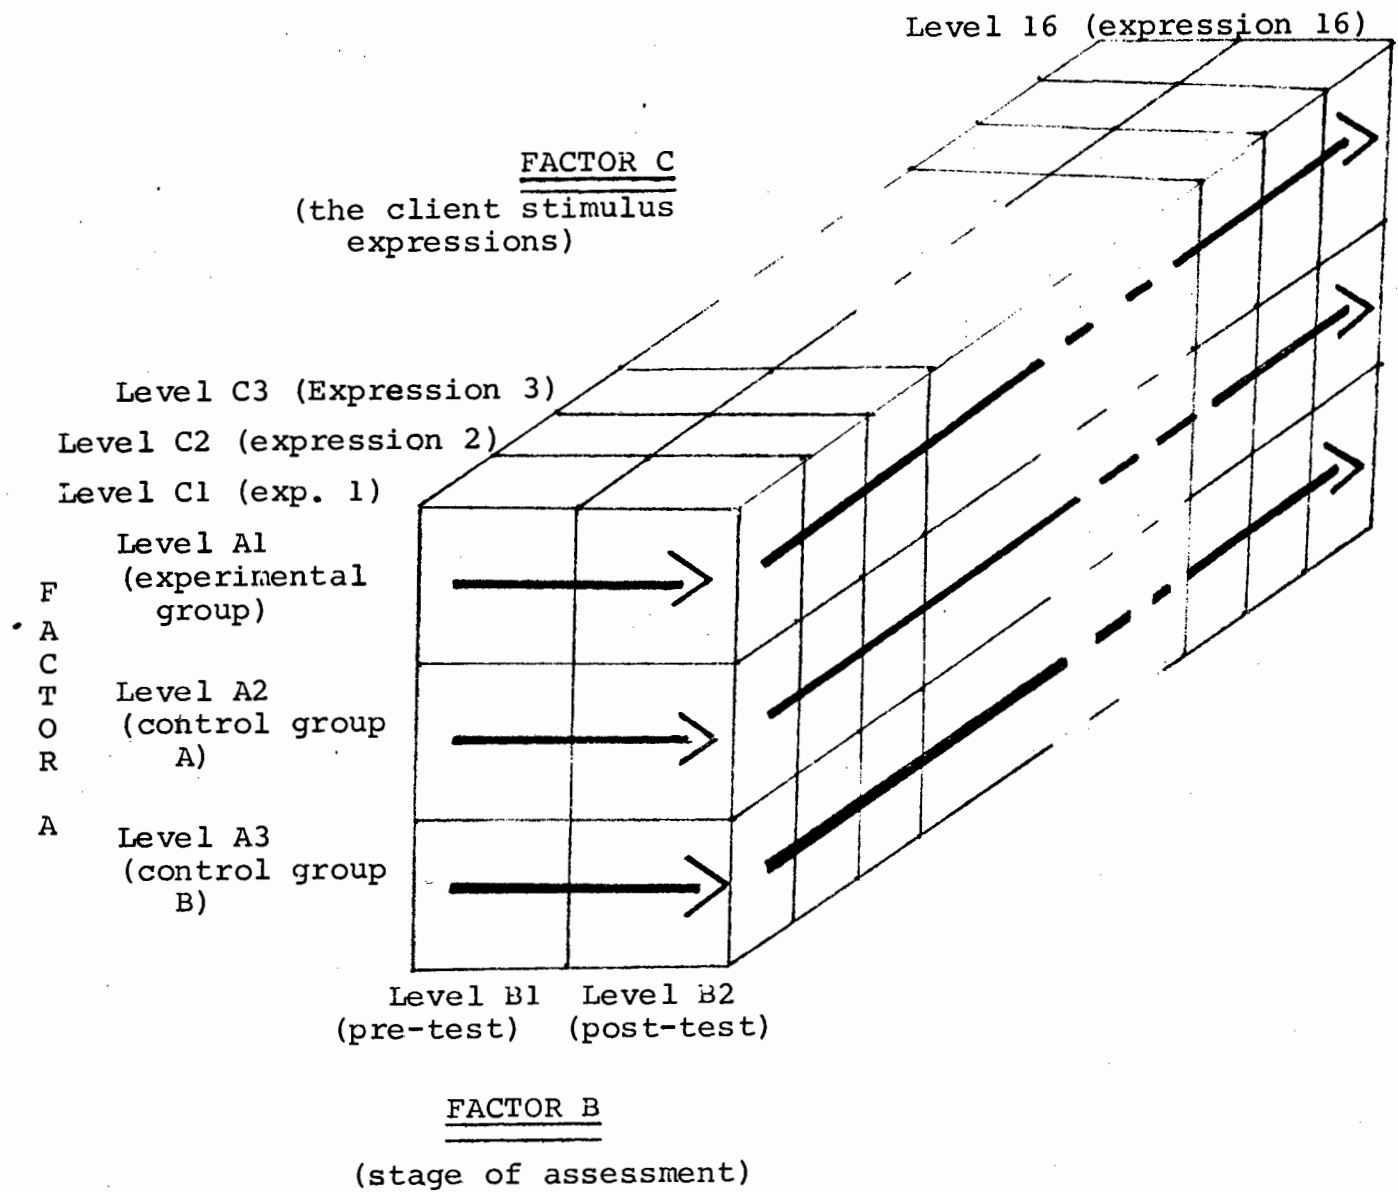 Level 16 (expression 16)
FACTOR C
(the client stimulus
expressions)
Level C3 (Expression 3)
Level C2 (expression 2)
Level C1 (exp. 1)
Level A1
(experimental
group)
FACTOR A
Level A2
(control group
A)
Level A3
(control group
B)
Level B1 Level B2
(pre-test) (post-test)
FACTOR B
(stage of assessment)